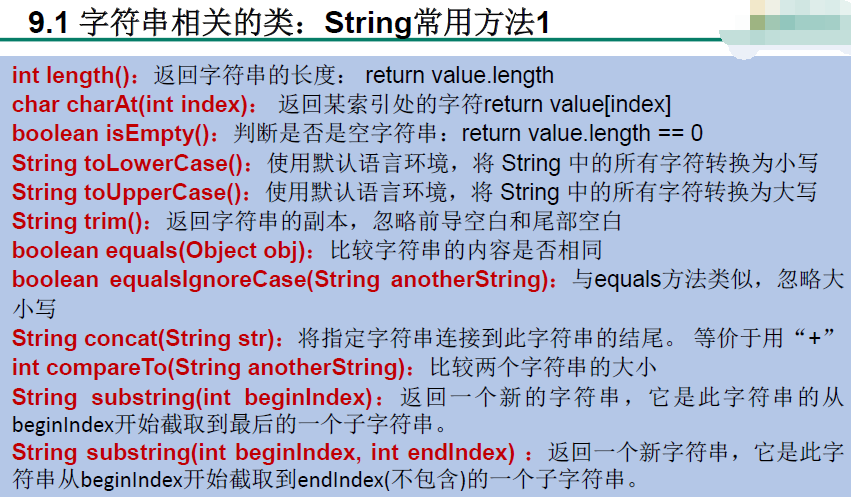 9.1 字符串相关的类：String常用方法1
int length()：返回字符串的长度： return value.length
char charAt(int index)： 返回某索引处的字符return value[index]
boolean isEmpty()：判断是否是空字符串：return value.length == 0
String toLowerCase()：使用默认语言环境，将 String 中的所有字符转换为小写
String toUpperCase()：使用默认语言环境，将 String 中的所有字符转换为大写
String trim()：返回字符串的副本，忽略前导空白和尾部空白
boolean equals(Object obj)：比较字符串的内容是否相同
boolean equalsIgnoreCase(String anotherString)：与equals方法类似，忽略大
小写
String concat(String str)：将指定字符串连接到此字符串的结尾。 等价于用“+”
int compareTo(String anotherString)：比较两个字符串的大小
String substring(int beginIndex)：返回一个新的字符串，它是此字符串的从
beginIndex开始截取到最后的一个子字符串。
String substring(int beginIndex, int endIndex) ：返回一个新字符串，它是此字
符串从beginIndex开始截取到endIndex(不包含)的一个子字符串。